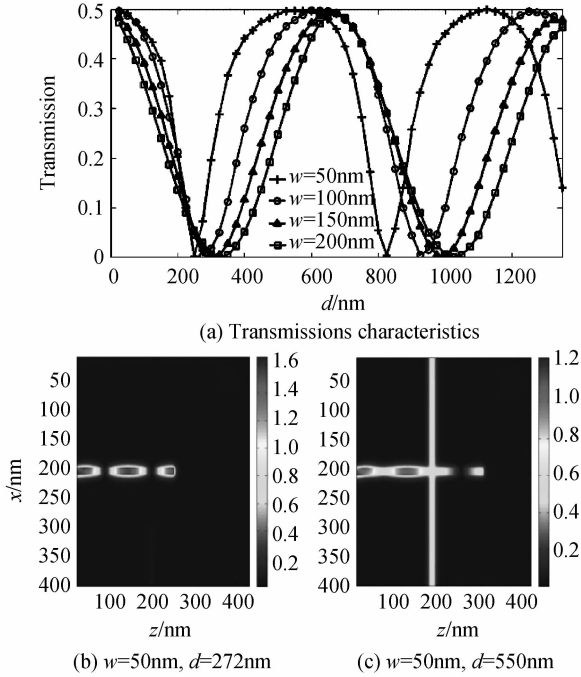 0.5
0.4
0.3
0.2
0.1
0
Transmission
w=50nm
w=100nm
w=150nm
w=200nm
0 200 400 600 800 1000 1200
d/nm
(a) Transmissions characteristics
50
100
150
200
250
300
350
400
x/nm
100 200 300 400
z/nm
1.6
1.4
1.2
1.0
0.8
0.6
0.4
0.2
(b) w=50nm, d=272nm
50
100
150
200
250
300
350
400
100 200 300 400
z/nm
1.2
1.0
0.8
0.6
0.4
0.2
(c) w=50nm, d=550nm